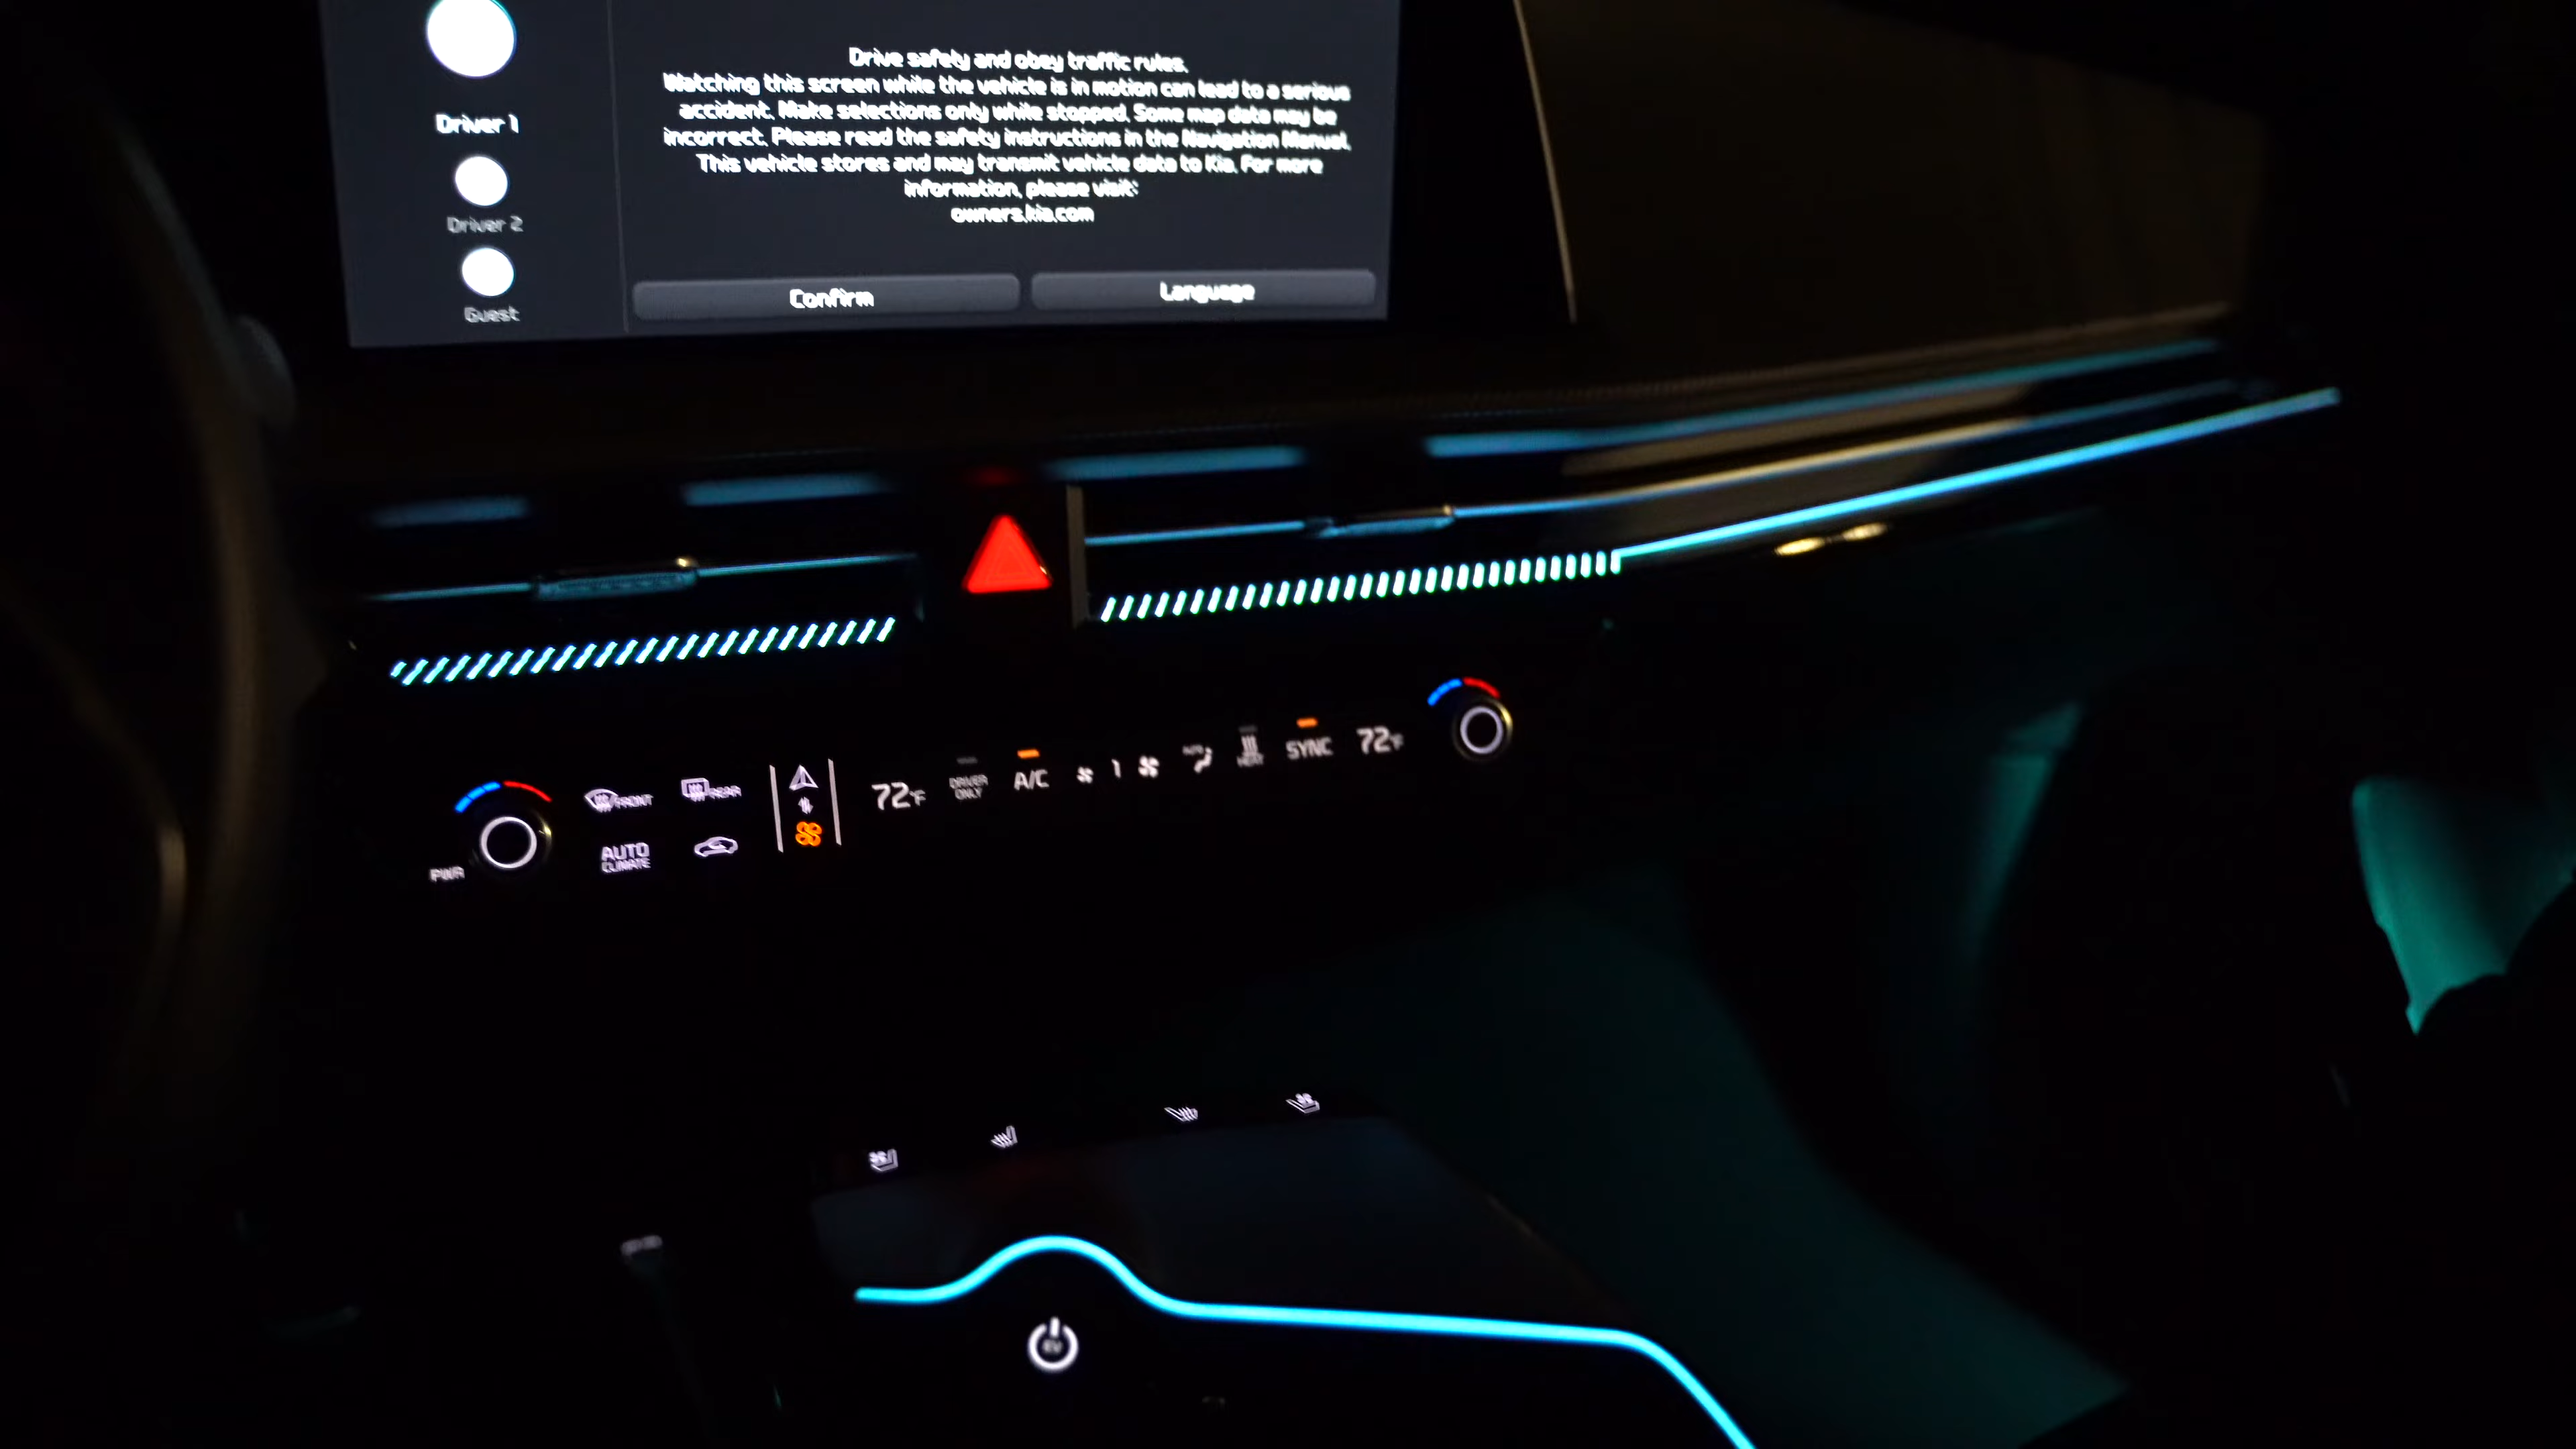 Drive safely and obey traffic rules.
Watching this screen while the vehicle is in motion can lead to a serious
accident. Make selections only while stopped. Some map data may be
incorrect. Please read the safety instructions in the Navigation Manual.
This vehicle stores and may transmit vehicle data to Kia. For more
information, please visit:
owners.kia.com
Driver 1
Driver 2
Guest
Confirm
Language
PWR
FRONT
REAR
AUTO
CLIMATE
72°F
DRIVER
ONLY
A/C
1
AUTO
HEAT
SYNC
72°F
EV